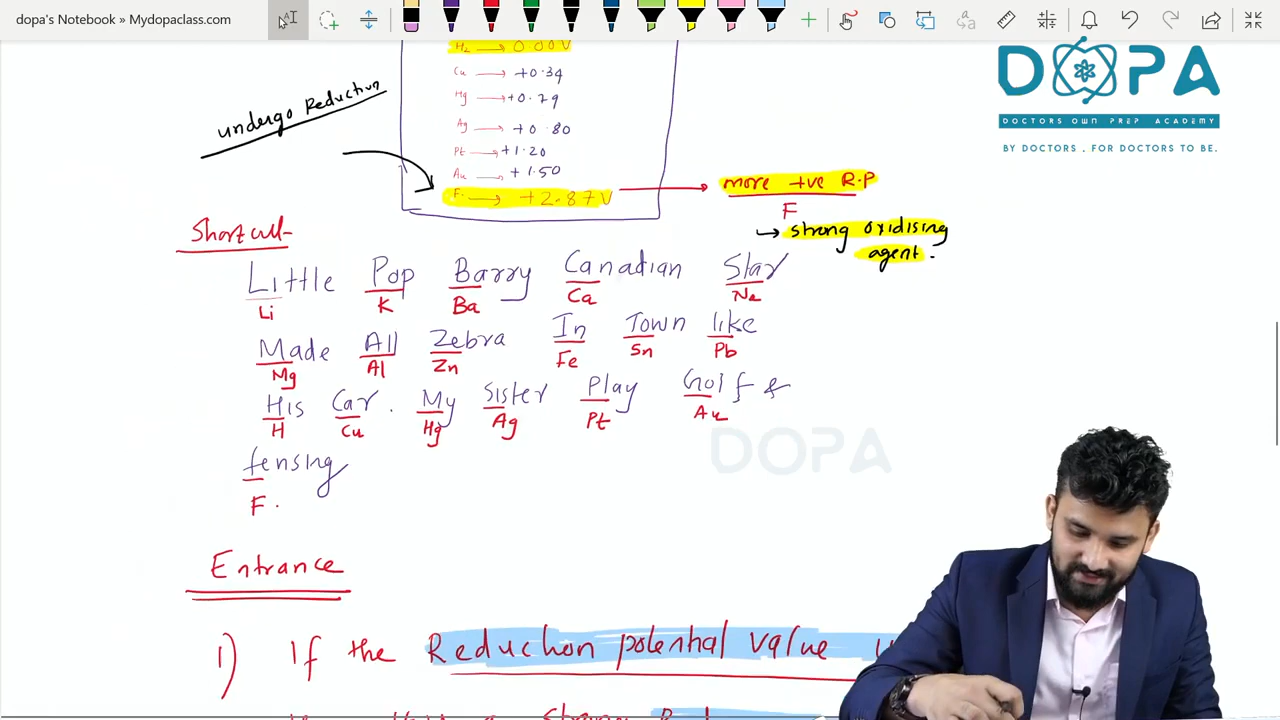 dopa's Notebook » Mydopaclass.com
H₂ → 0.00V
Cu → +0.34
Hg → +0.79
Ag → +0.80
Pt → +1.20
Au → +1.50
F. → +2.87V
undergo Reduction
more +ve R.P
F
↳ strong oxidising
agent.
DOPA
DOCTORS OWN PREP ACADEMY
BY DOCTORS . FOR DOCTORS TO BE.
Shortcut
Little Pop Barry Canadian Star
Li K Ba Ca Na
Made All Zebra In Town like
Mg Al Zn Fe Sn Pb
His Car. My Sister Play Golf &
H Cu Hg Ag Pt Au
fensing
F.
DOPA
Entrance
1) If the Reduction potential value